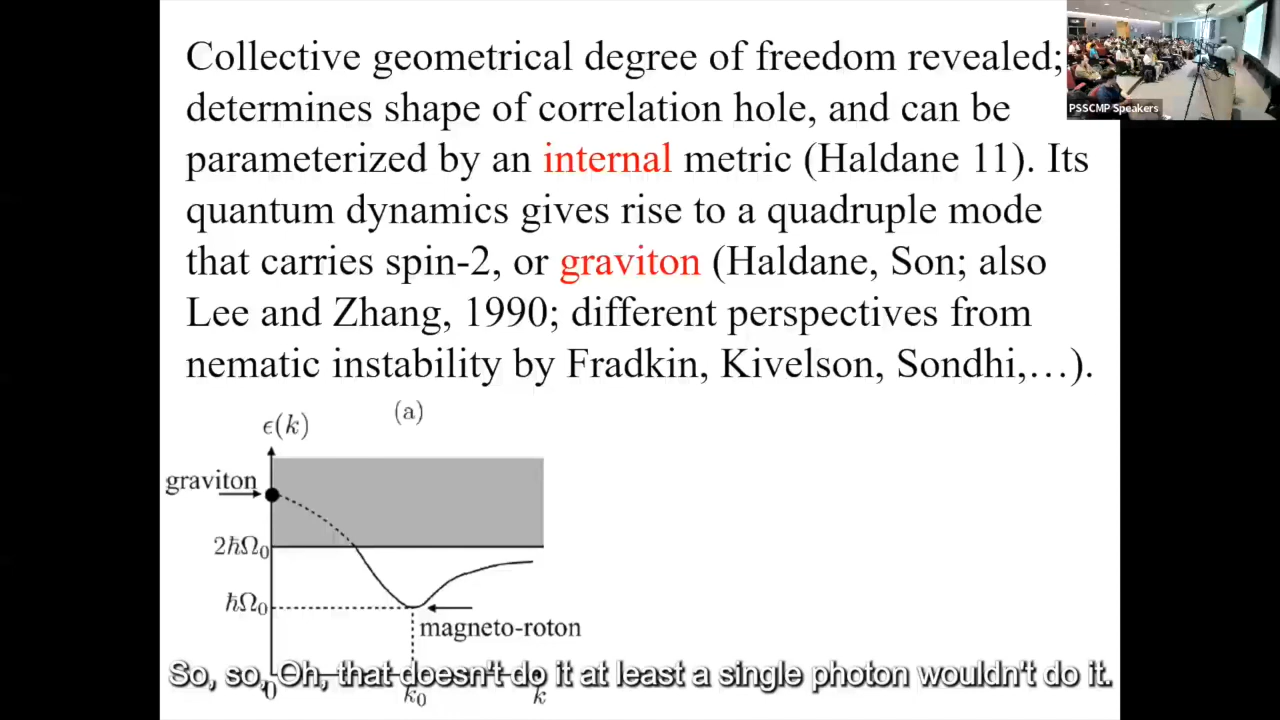 Collective geometrical degree of freedom revealed;
determines shape of correlation hole, and can be
parameterized by an internal metric (Haldane 11). Its
quantum dynamics gives rise to a quadruple mode
that carries spin-2, or graviton (Haldane, Son; also
Lee and Zhang, 1990; different perspectives from
nematic instability by Fradkin, Kivelson, Sondhi,…).
PSSCMP Speakers
(a)
ϵ(k)
graviton
2ℏΩ₀
ℏΩ₀
magneto-roton
0
k₀
k
So, so, Oh, that doesn't do it at least a single photon wouldn't do it.